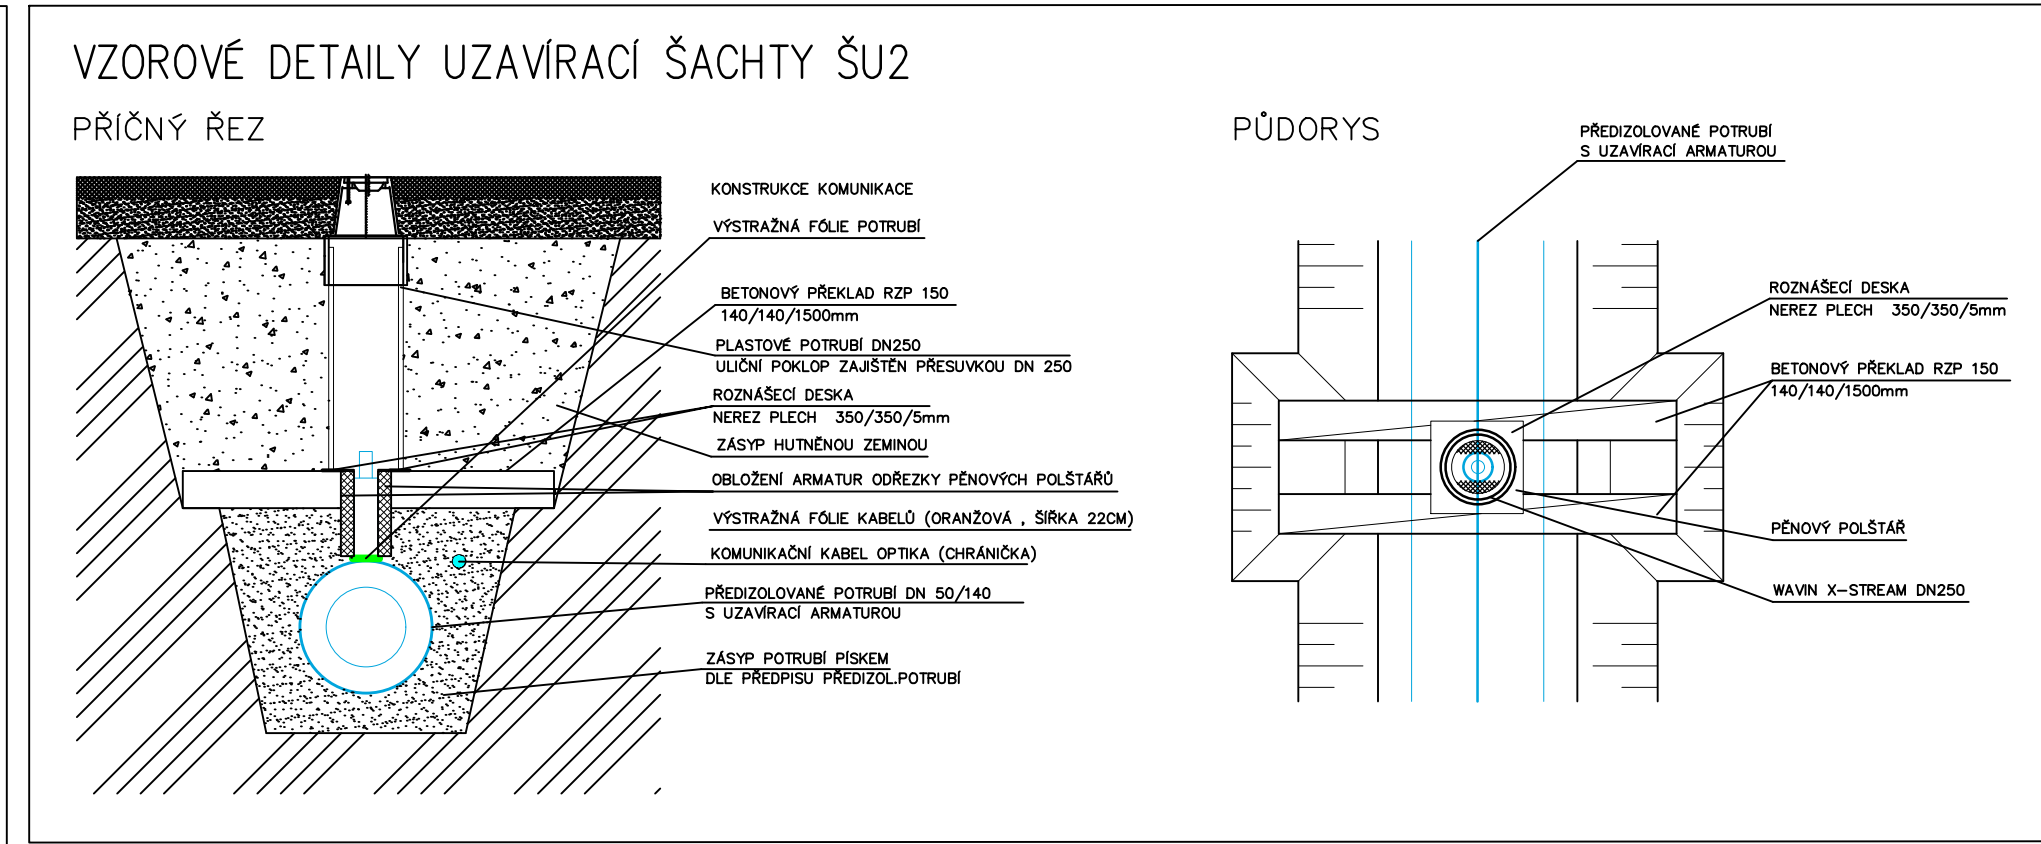 VZOROVÉ DETAILY UZAVÍRACÍ ŠACHTY ŠU2
PŘÍČNÝ ŘEZ
KONSTRUKCE KOMUNIKACE
VÝSTRAŽNÁ FÓLIE POTRUBÍ
BETONOVÝ PŘEKLAD RZP 150
140/140/1500mm
PLASTOVÉ POTRUBÍ DN250
ULIČNÍ POKLOP ZAJIŠTĚN PŘESUVKOU DN 250
ROZNÁŠECÍ DESKA
NEREZ PLECH 350/350/5mm
ZÁSYP HUTNĚNOU ZEMINOU
OBLOŽENÍ ARMATUR ODŘEZKY PĚNOVÝCH POLŠTÁŘŮ
VÝSTRAŽNÁ FÓLIE KABELŮ (ORANŽOVÁ , ŠÍŘKA 22CM)
KOMUNIKAČNÍ KABEL OPTIKA (CHRÁNIČKA)
PŘEDIZOLOVANÉ POTRUBÍ DN 50/140
S UZAVÍRACÍ ARMATUROU
ZÁSYP POTRUBÍ PÍSKEM
DLE PŘEDPISU PŘEDIZOL.POTRUBÍ
PŮDORYS
PŘEDIZOLOVANÉ POTRUBÍ
S UZAVÍRACÍ ARMATUROU
ROZNÁŠECÍ DESKA
NEREZ PLECH 350/350/5mm
BETONOVÝ PŘEKLAD RZP 150
140/140/1500mm
PĚNOVÝ POLŠTÁŘ
WAVIN X-STREAM DN250